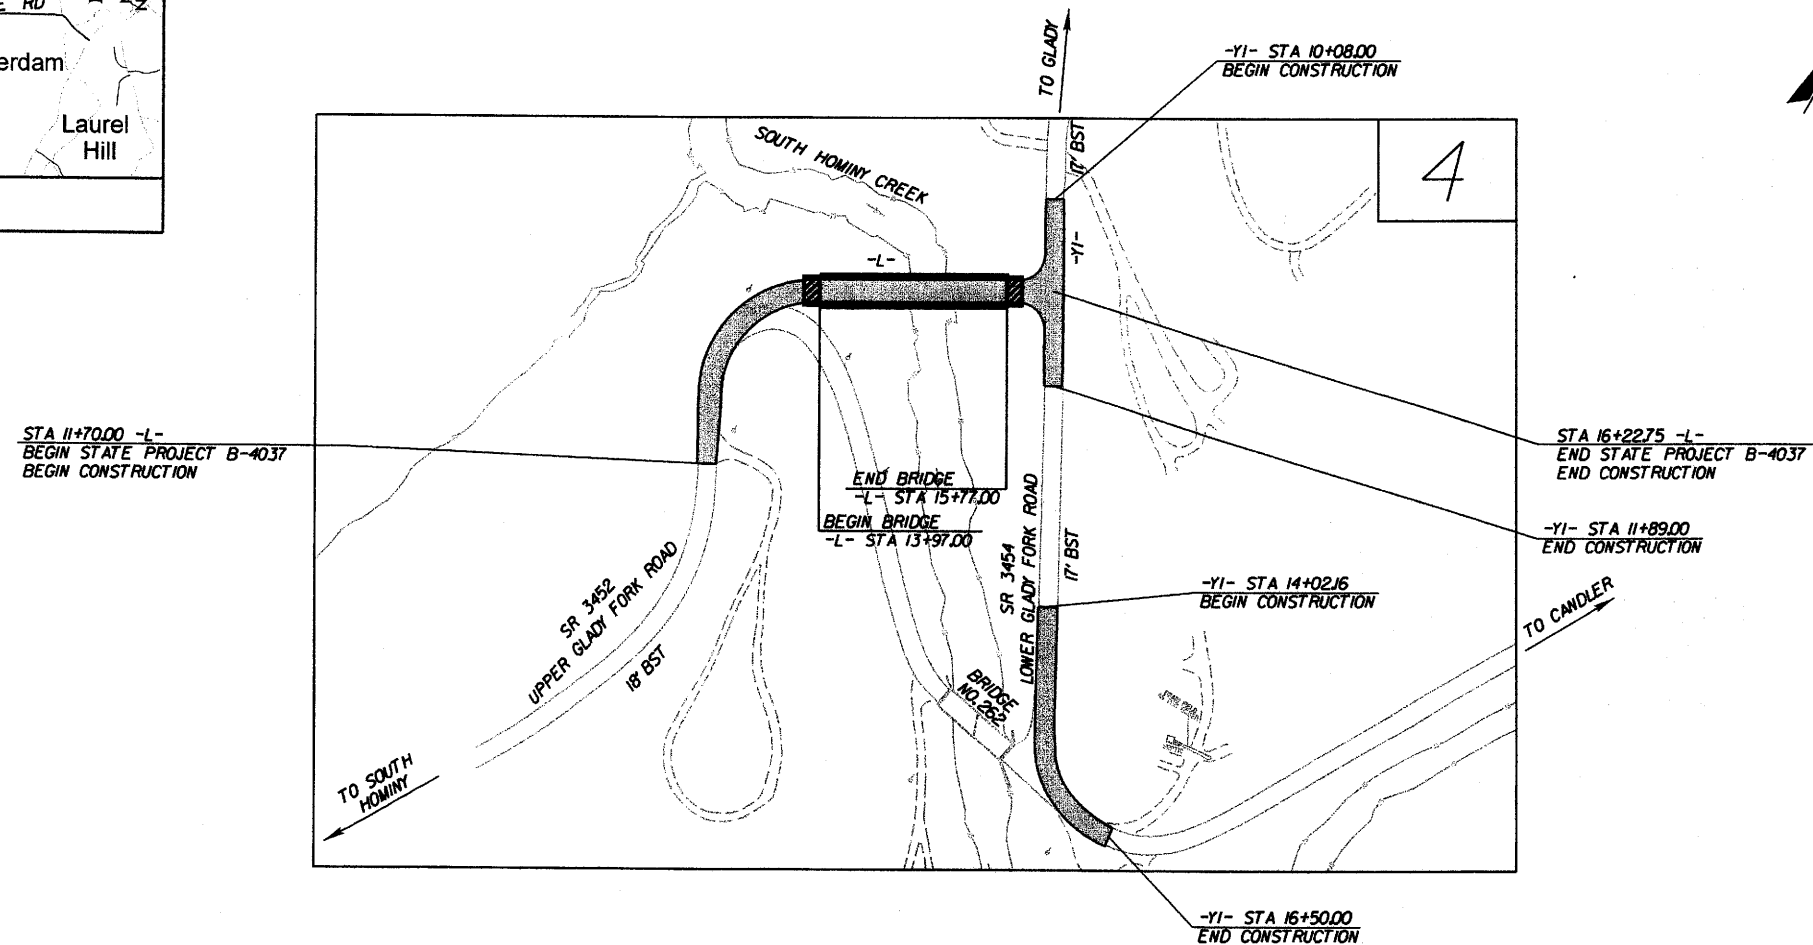 E RD
erdam
Laurel
Hill
TO GLADY
-Y1- STA 10+08.00
BEGIN CONSTRUCTION
17' BST
SOUTH HOMINY CREEK
4
-L-
-Y1-
STA 11+70.00 -L-
BEGIN STATE PROJECT B-4037
BEGIN CONSTRUCTION
STA 16+22.75 -L-
END STATE PROJECT B-4037
END CONSTRUCTION
END BRIDGE
-L- STA 15+77.00
BEGIN BRIDGE
-L- STA 13+97.00
-Y1- STA 11+89.00
END CONSTRUCTION
SR 3454
LOWER GLADY FORK ROAD
17' BST
-Y1- STA 14+02.16
BEGIN CONSTRUCTION
SR 3452
UPPER GLADY FORK ROAD
18' BST
BRIDGE
NO. 262
TO CANDLER
TO SOUTH
HOMINY
-Y1- STA 16+50.00
END CONSTRUCTION